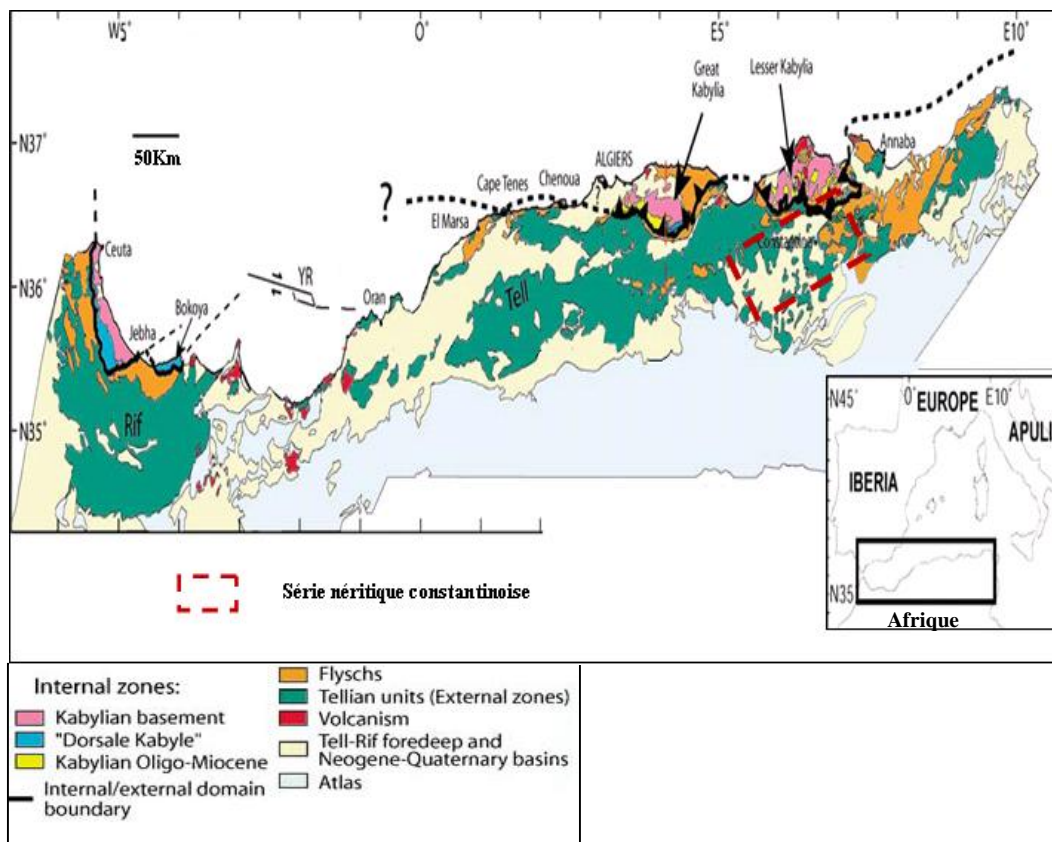 W5°
O°
E5°
E10°
Great
Kabylia
Lesser Kabylia
N37°
50Km
ALGIERS
Annaba
Chenoua
Cape Tenes
?
El Marsa
Constantine
Ceuta
N36°
YR
Oran
Tell
Bokoya
Jebha
N45°
0°
EUROPE
E10°
APULI
IBERIA
N35°
Rif
Série néritique constantinoise
N35
Afrique
Internal zones:
Kabylian basement
"Dorsale Kabyle"
Kabylian Oligo-Miocene
Internal/external domain
boundary
Flyschs
Tellian units (External zones)
Volcanism
Tell-Rif foredeep and
Neogene-Quaternary basins
Atlas